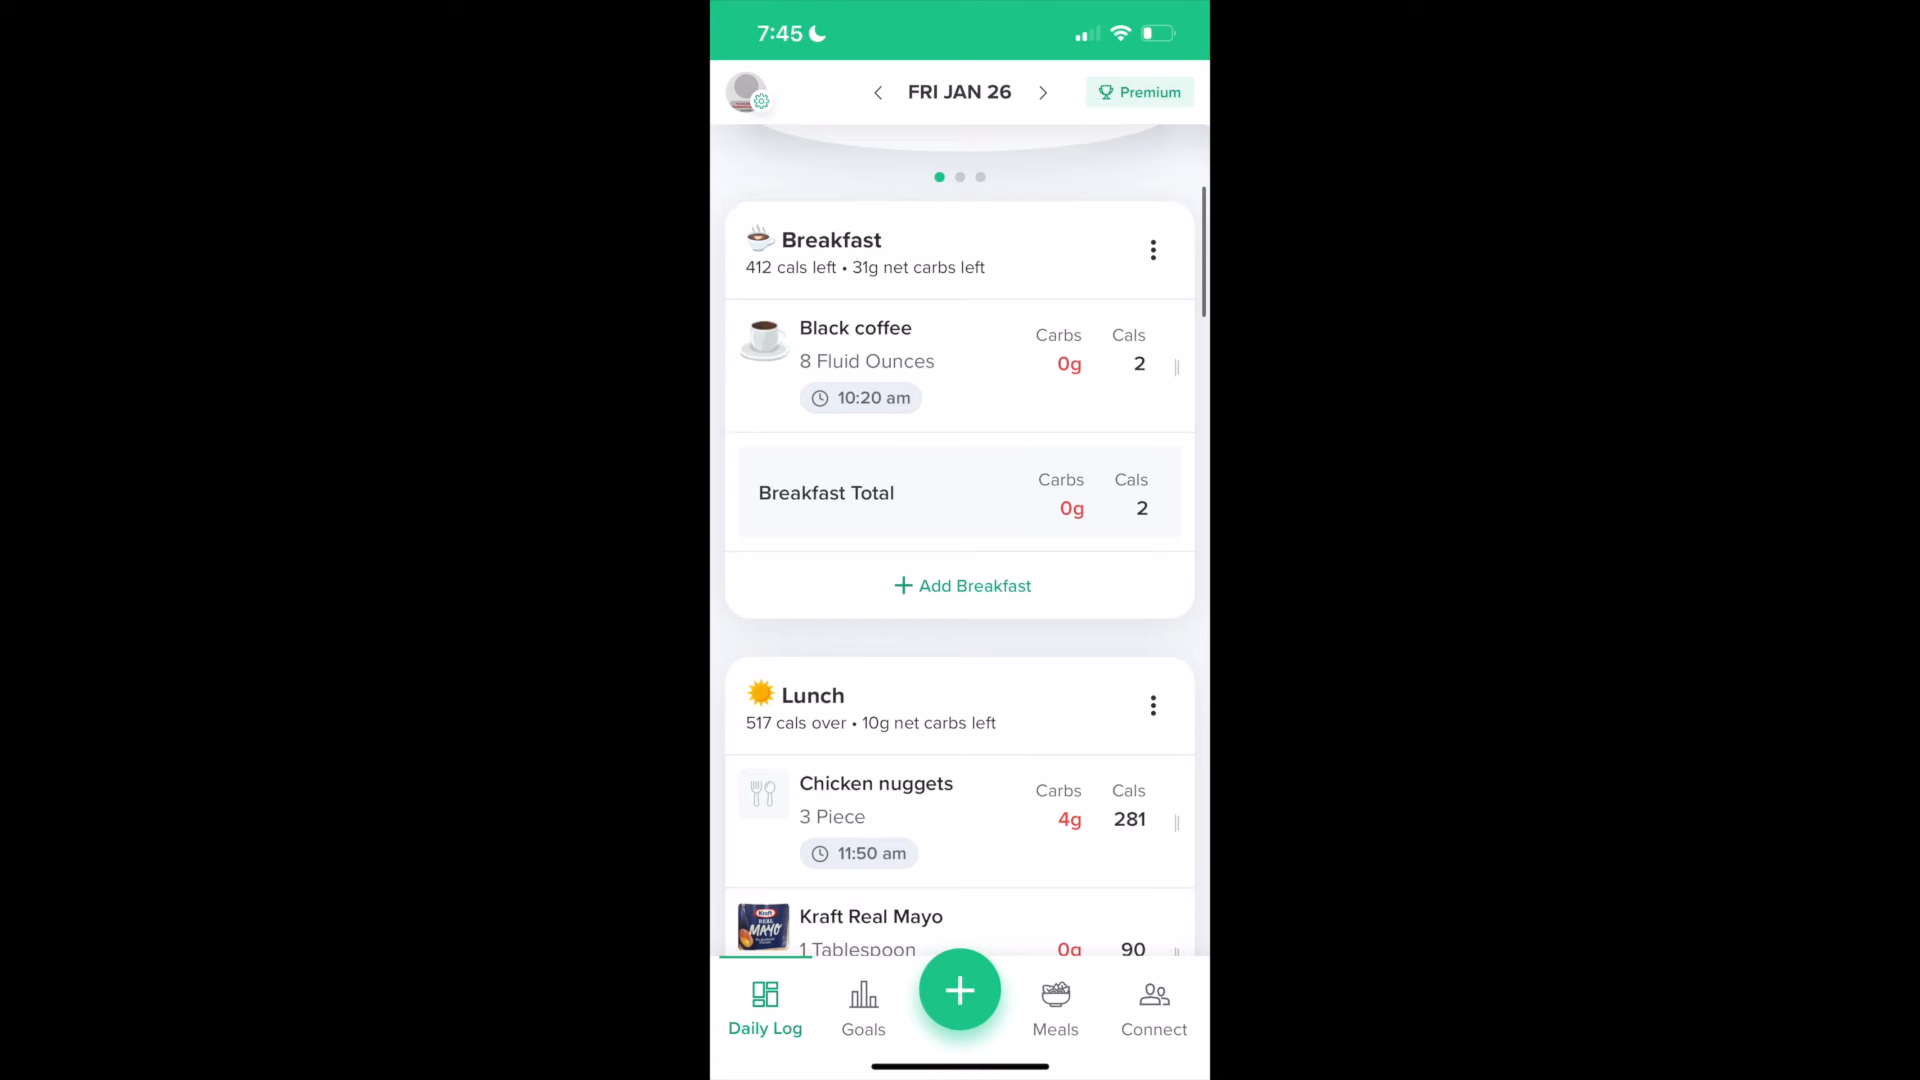 7:45
FRI JAN 26
Premium
Breakfast
412 cals left • 31g net carbs left
Black coffee
8 Fluid Ounces
10:20 am
Carbs Cals
0g 2
Breakfast Total
Carbs Cals
0g 2
+ Add Breakfast
Lunch
517 cals over • 10g net carbs left
Chicken nuggets
3 Piece
11:50 am
Carbs Cals
4g 281
Kraft
REAL
MAYO
Kraft Real Mayo
1 Tablespoon
0g 90
Daily Log
Goals
Meals
Connect